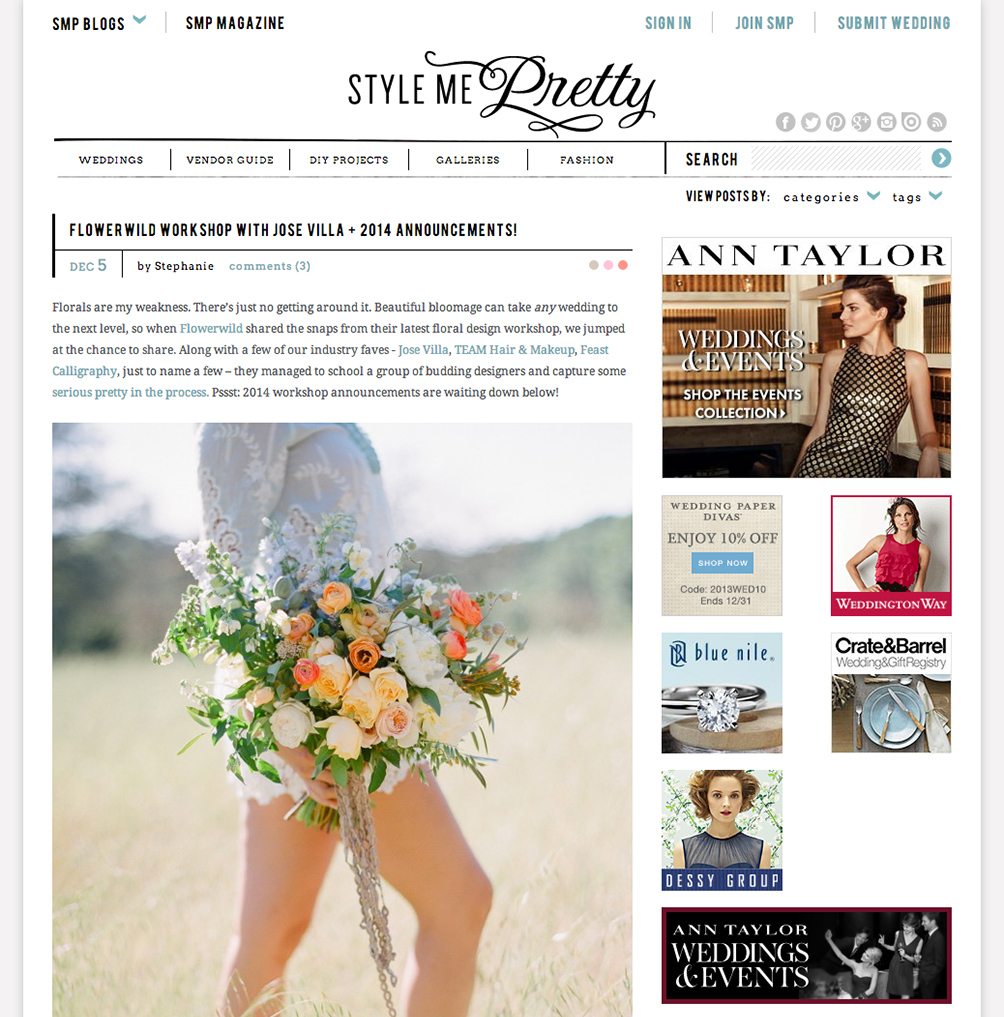 SMP BLOGS
SMP MAGAZINE
SIGN IN
JOIN SMP
SUBMIT WEDDING
STYLE ME Pretty
WEDDINGS
VENDOR GUIDE
DIY PROJECTS
GALLERIES
FASHION
SEARCH
VIEW POSTS BY:
categories
tags
FLOWERWILD WORKSHOP WITH JOSE VILLA + 2014 ANNOUNCEMENTS!
DEC 5
by Stephanie
comments (3)
Florals are my weakness. There's just no getting around it. Beautiful bloomage can take any wedding to
the next level, so when Flowerwild shared the snaps from their latest floral design workshop, we jumped
at the chance to share. Along with a few of our industry faves - Jose Villa, TEAM Hair & Makeup, Feast
Calligraphy, just to name a few – they managed to school a group of budding designers and capture some
serious pretty in the process. Pssst: 2014 workshop announcements are waiting down below!
ANN TAYLOR
WEDDINGS
&EVENTS
SHOP THE EVENTS
COLLECTION
WEDDING PAPER
DIVAS
ENJOY 10% OFF
SHOP NOW
Code: 2013WED10
Ends 12/31
WEDDINGTON WAY
BN blue nile®
Crate&Barrel
Wedding&GiftRegistry
DESSY GROUP
ANN TAYLOR
WEDDINGS
&EVENTS